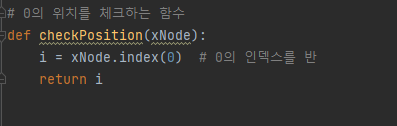 # 0의 위치를 체크하는 함수
def checkPosition(xNode):
    i = xNode.index(0)  # 0의 인덱스를 반
    return i